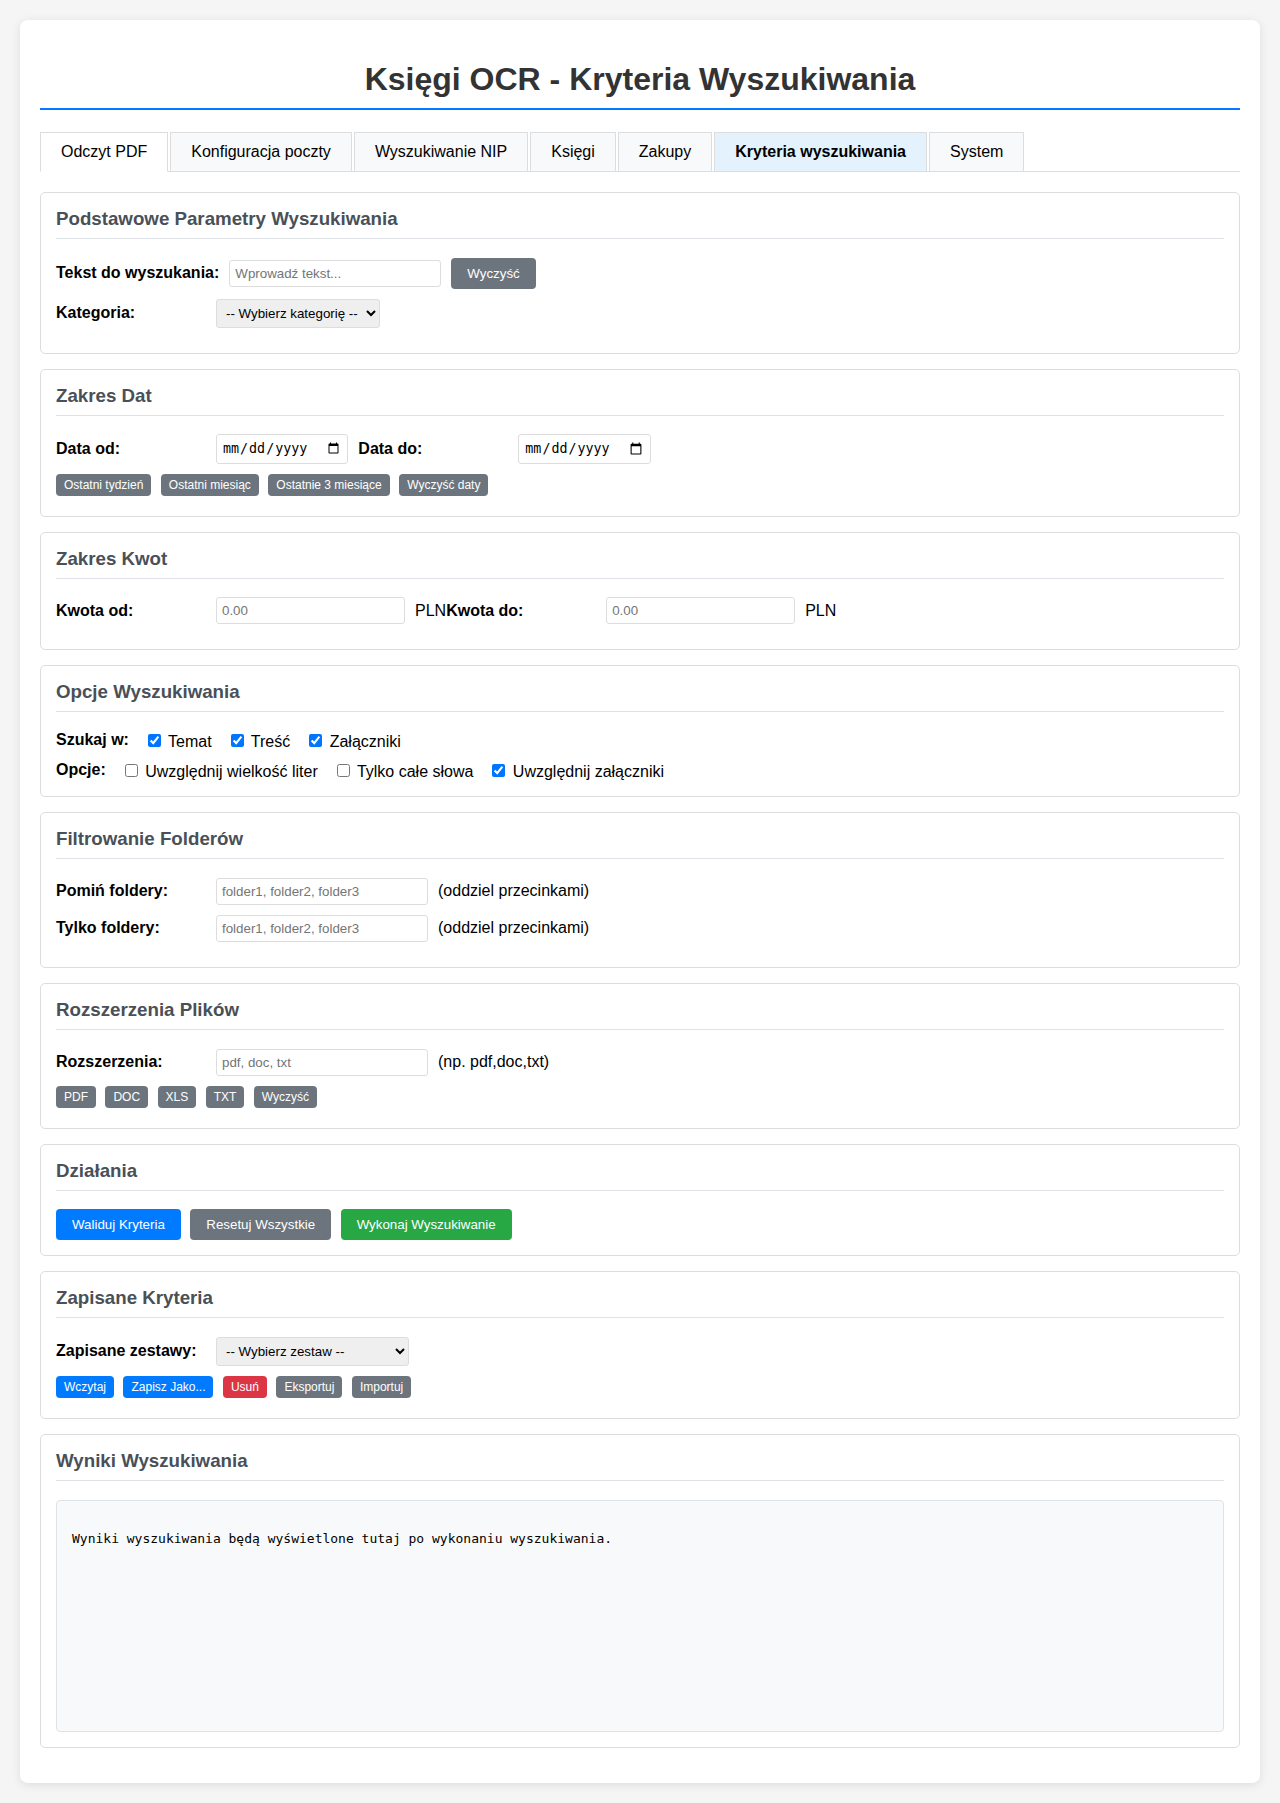 Księgi OCR - Kryteria Wyszukiwania
Odczyt PDF Konfiguracja poczty Wyszukiwanie NIP Księgi Zakupy Kryteria wyszukiwania System
Podstawowe Parametry Wyszukiwania
Tekst do wyszukania: Wprowadź tekst... Wyczyść
Kategoria: -- Wybierz kategorię --
Zakres Dat
Data od: mm/dd/yyyy Data do: mm/dd/yyyy
Ostatni tydzień Ostatni miesiąc Ostatnie 3 miesiące Wyczyść daty
Zakres Kwot
Kwota od: 0.00 PLNKwota do: 0.00 PLN
Opcje Wyszukiwania
Szukaj w: Temat Treść Załączniki
Opcje: Uwzględnij wielkość liter Tylko całe słowa Uwzględnij załączniki
Filtrowanie Folderów
Pomiń foldery: folder1, folder2, folder3 (oddziel przecinkami)
Tylko foldery: folder1, folder2, folder3 (oddziel przecinkami)
Rozszerzenia Plików
Rozszerzenia: pdf, doc, txt (np. pdf,doc,txt)
PDF DOC XLS TXT Wyczyść
Działania
Waliduj Kryteria Resetuj Wszystkie Wykonaj Wyszukiwanie
Zapisane Kryteria
Zapisane zestawy: -- Wybierz zestaw --
Wczytaj Zapisz Jako... Usuń Eksportuj Importuj
Wyniki Wyszukiwania
Wyniki wyszukiwania będą wyświetlone tutaj po wykonaniu wyszukiwania.